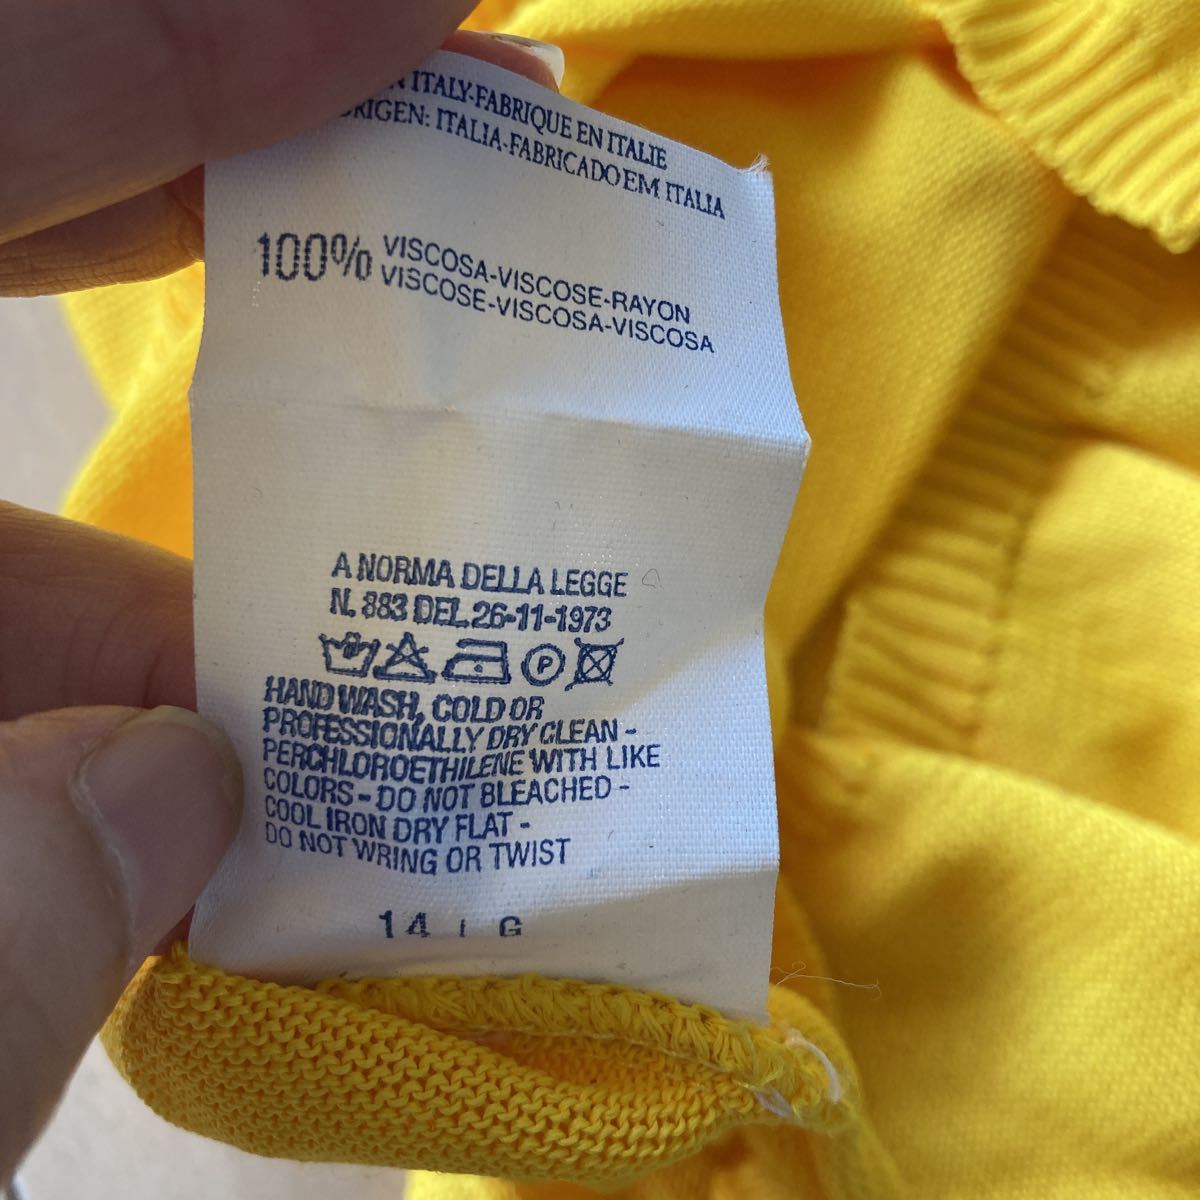 ITALY-FABRIQUE EN ITALIE
ORIGEN: ITALIA-FABRICADO EM ITALIA
100% VISCOSA-VISCOSE-RAYON
VISCOSE-VISCOSA-VISCOSA
A NORMA DELLA LEGGE
N. 883 DEL 26-11-1973
P
HAND WASH, COLD OR
PROFESSIONALLY DRY CLEAN -
PERCHLOROETHILENE WITH LIKE
COLORS - DO NOT BLEACHED -
COOL IRON DRY FLAT -
DO NOT WRING OR TWIST
14 G